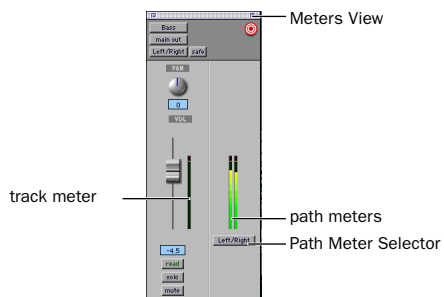 Meters View
Bass
main out
Left/Right safe
PAN
0
VOL
track meter
path meters
Left/Right
Path Meter Selector
-4.5
read
solo
mute